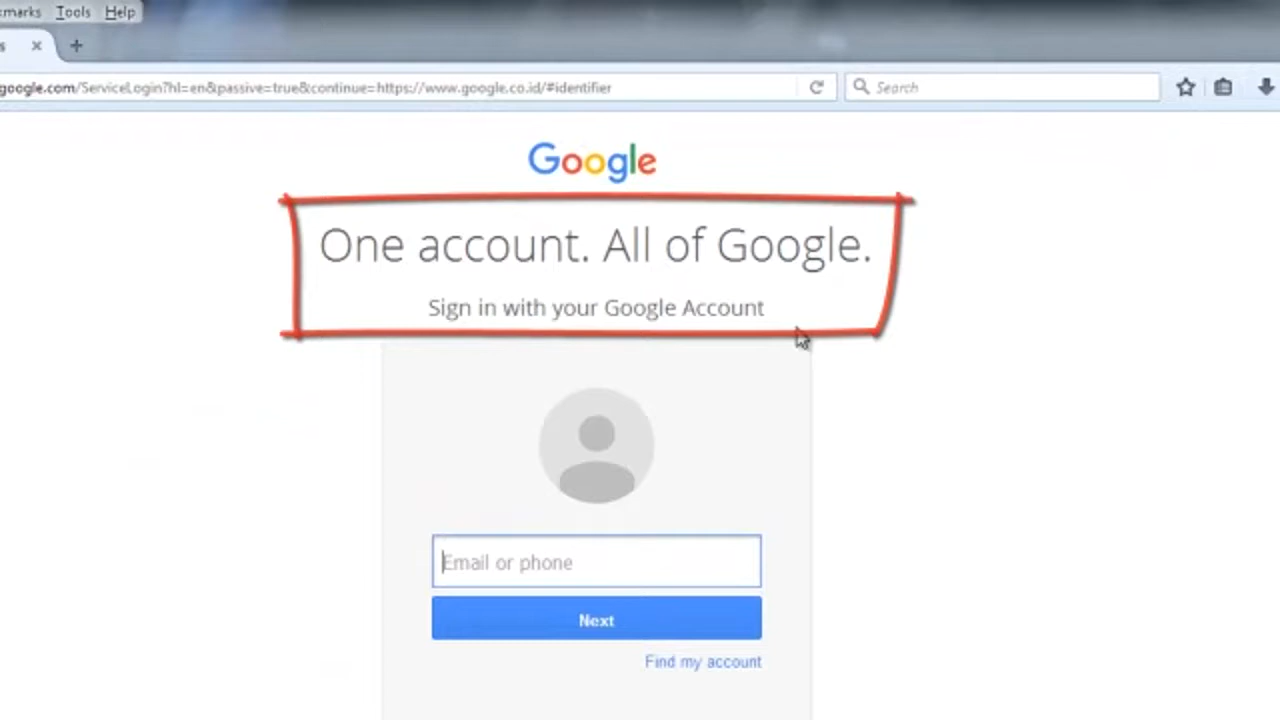 Tools Help
google.com/ServiceLogin?hl=en&passive=true&continue=https://www.google.co.id/#identifier
Search
Google
One account. All of Google.
Sign in with your Google Account
Email or phone
Next
Find my account